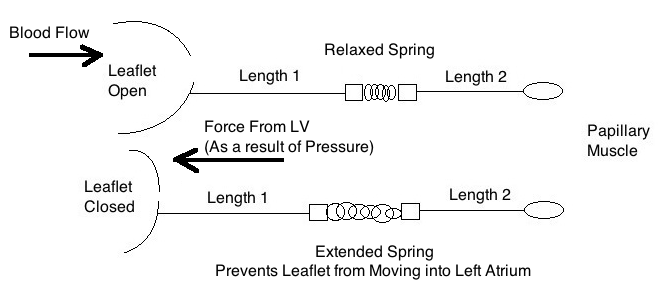 Blood Flow
Relaxed Spring
Leaflet
Open
Length 1
Length 2
Force From LV
(As a result of Pressure)
Papillary
Muscle
Leaflet
Closed
Length 1
Length 2
Extended Spring
Prevents Leaflet from Moving into Left Atrium